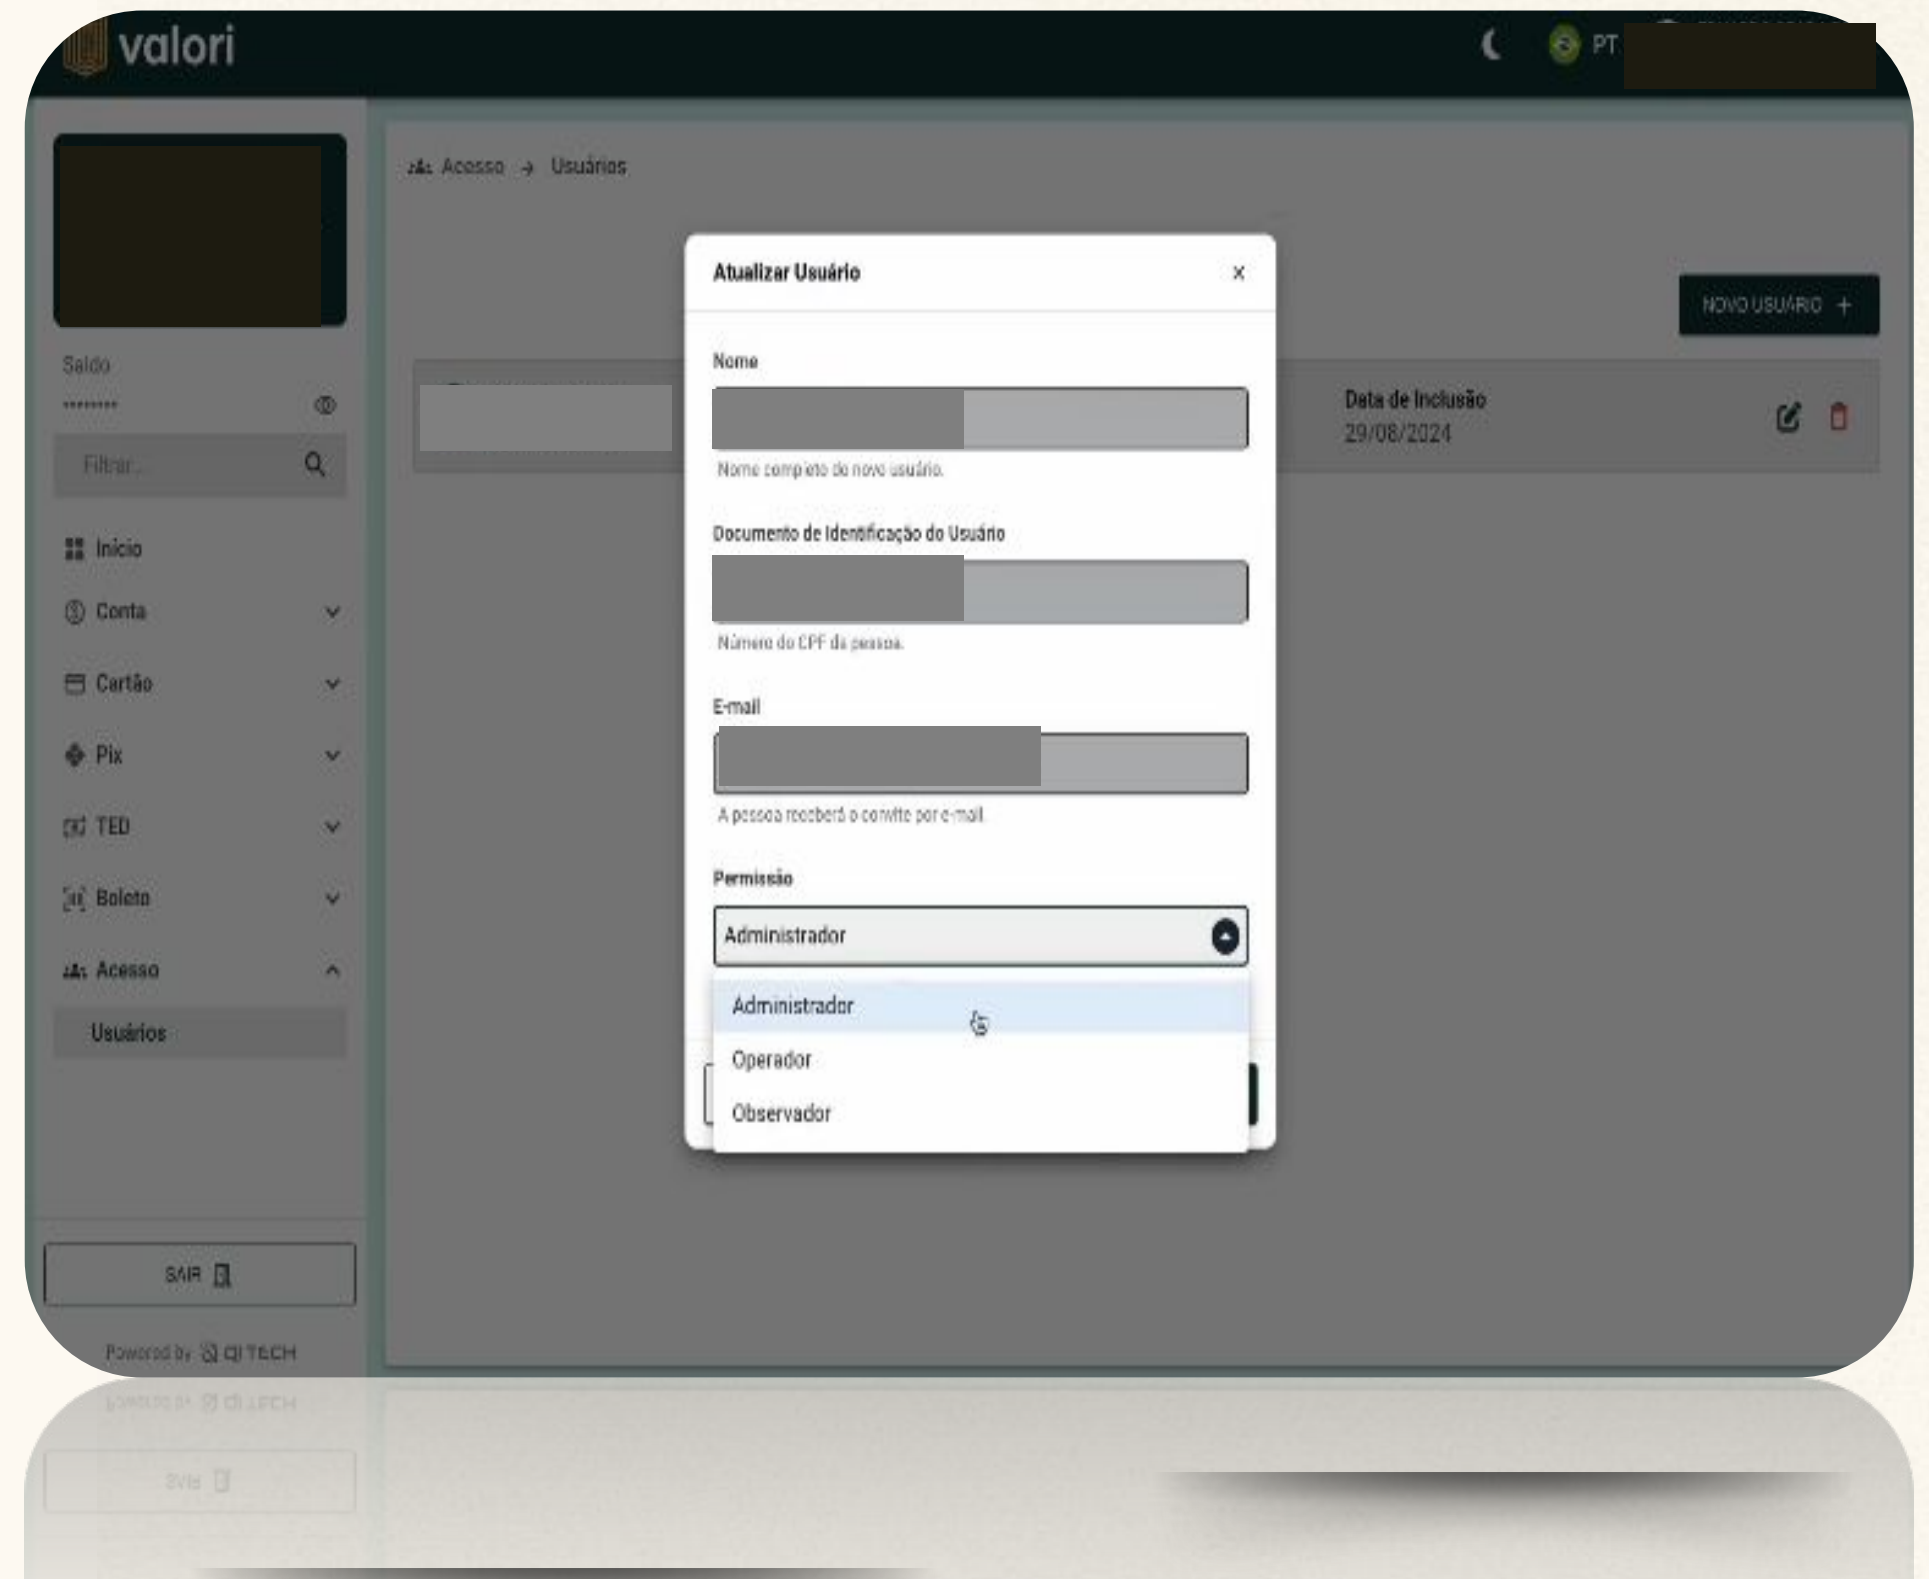 valori
PT
Acesso → Usuários
Atualizar Usuário
×
NOVO USUÁRIO +
Saldo
********
Filtrar...
Nome
Nome completo do novo usuário.
Data de Inclusão
29/08/2024
Documento de Identificação do Usuário
Número do CPF da pessoa.
E-mail
A pessoa receberá o convite por e-mail.
Permissão
Administrador
Administrador
Operador
Observador
Início
Conta
Cartão
Pix
TED
Boleto
Acesso
Usuários
SAIR
Powered by QI TECH